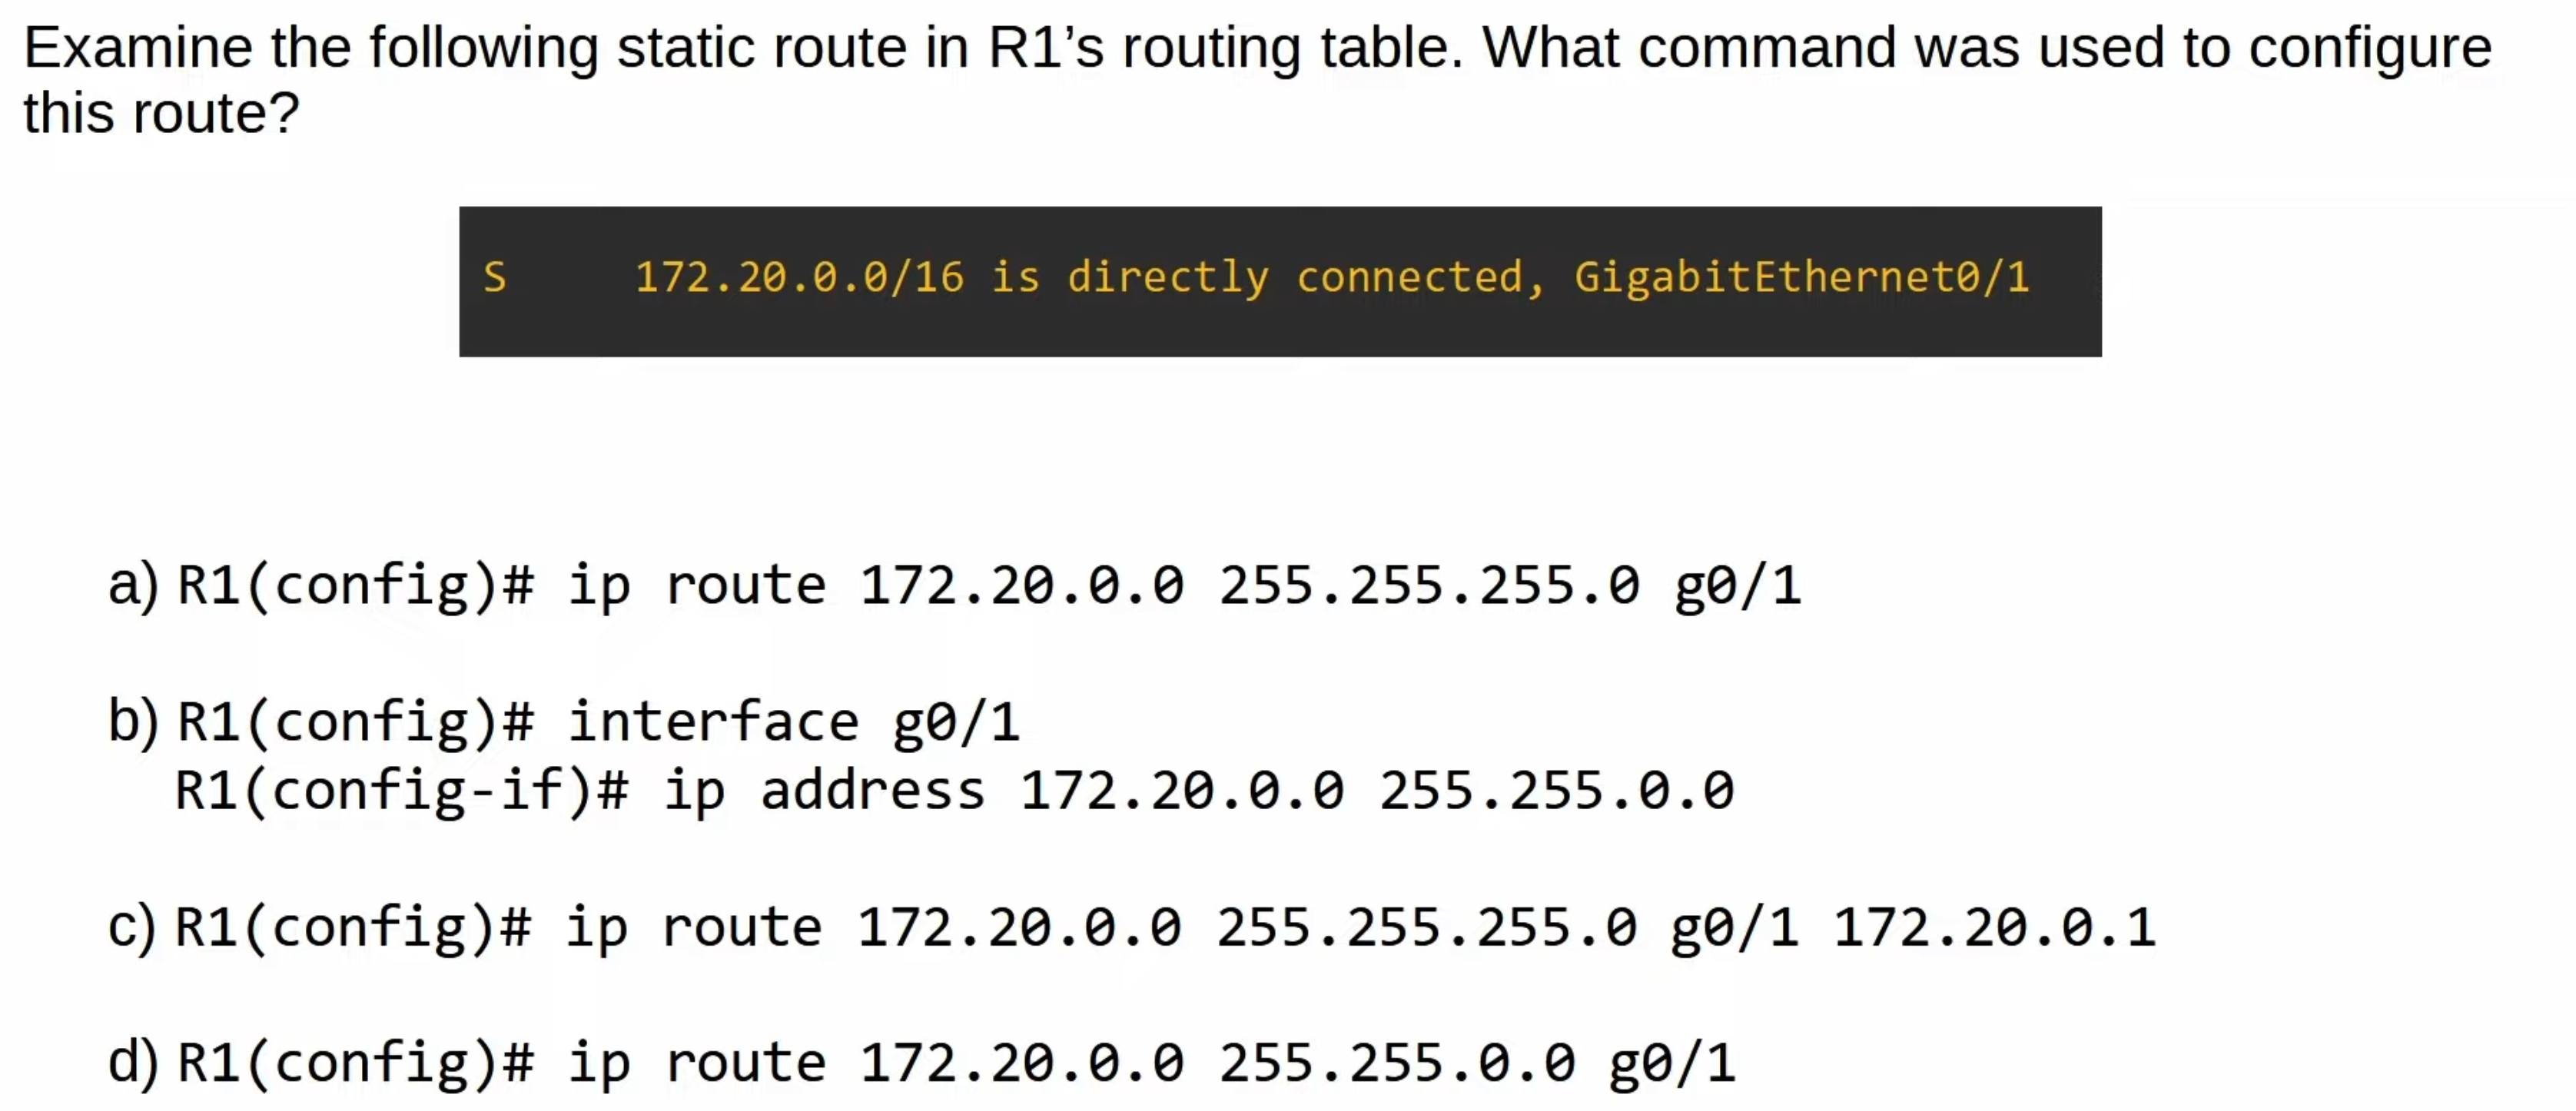 Examine the following static route in R1’s routing table. What command was used to configure
this route?
S 172.20.0.0/16 is directly connected, GigabitEthernet0/1
a) R1(config)# ip route 172.20.0.0 255.255.255.0 g0/1
b) R1(config)# interface g0/1
R1(config-if)# ip address 172.20.0.0 255.255.0.0
c) R1(config)# ip route 172.20.0.0 255.255.255.0 g0/1 172.20.0.1
d) R1(config)# ip route 172.20.0.0 255.255.0.0 g0/1